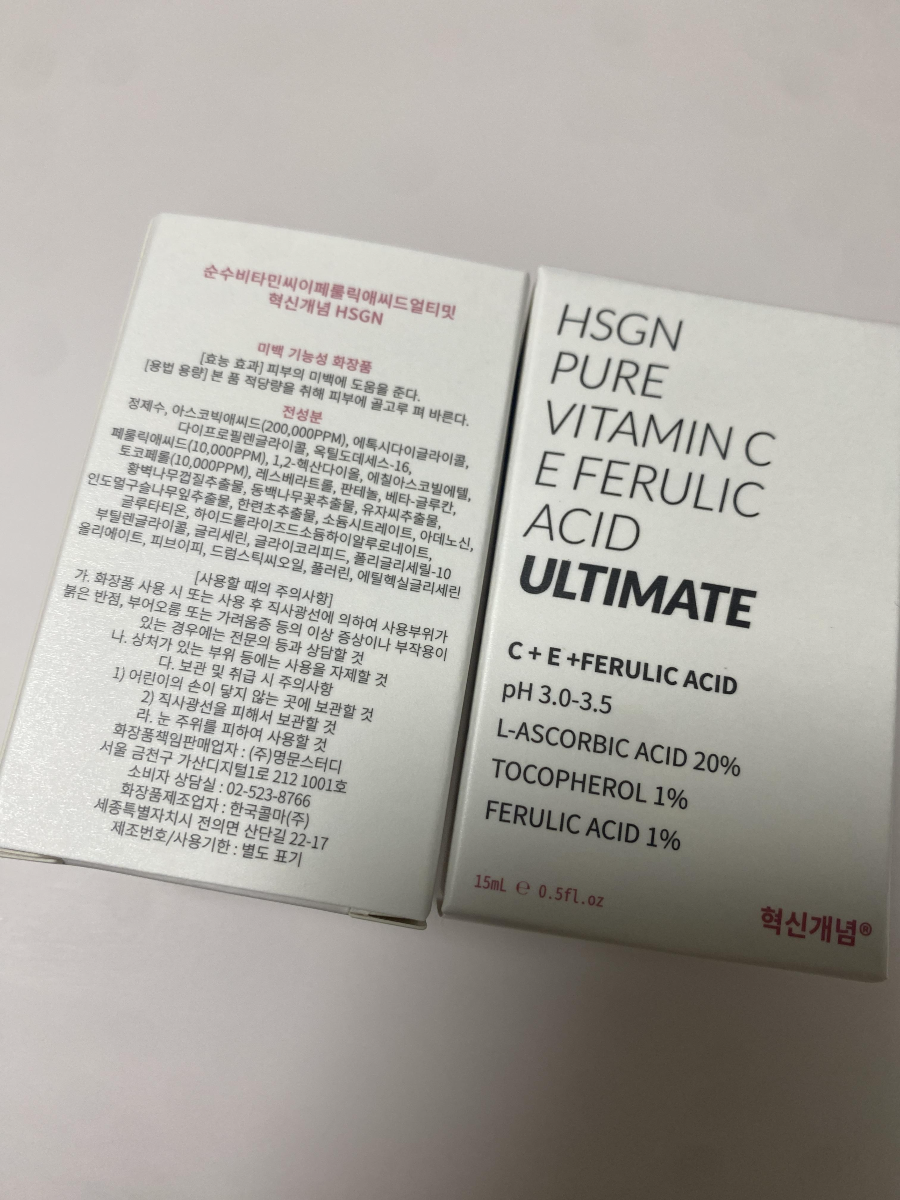 순수비타민씨이페룰릭애씨드얼티밋
혁신개념 HSGN
미백 기능성 화장품
[효능 효과] 피부의 미백에 도움을 준다.
[용법 용량] 본 품 적당량을 취해 피부에 골고루 펴 바른다.
전성분
정제수, 아스코빅애씨드(200,000PPM), 에톡시다이글라이콜,
다이프로필렌글라이콜, 옥틸도데세스-16,
페룰릭애씨드(10,000PPM), 1,2-헥산다이올, 에칠아스코빌에텔,
토코페롤(10,000PPM), 레스베라트롤, 판테놀, 베타-글루칸,
황벽나무껍질추출물, 동백나무꽃추출물, 유자씨추출물,
인도멀구슬나무잎추출물, 한련초추출물, 소듐시트레이트, 아데노신,
글루타티온, 하이드롤라이즈드소듐하이알루로네이트,
부틸렌글라이콜, 글리세린, 글라이코리피드, 폴리글리세릴-10
올리에이트, 피브이피, 드럼스틱씨오일, 풀러린, 에틸헥실글리세린
[사용할 때의 주의사항]
가. 화장품 사용 시 또는 사용 후 직사광선에 의하여 사용부위가
붉은 반점, 부어오름 또는 가려움증 등의 이상 증상이나 부작용이
있는 경우에는 전문의 등과 상담할 것
나. 상처가 있는 부위 등에는 사용을 자제할 것
다. 보관 및 취급 시 주의사항
1) 어린이의 손이 닿지 않는 곳에 보관할 것
2) 직사광선을 피해서 보관할 것
라. 눈 주위를 피하여 사용할 것
화장품책임판매업자 : (주)명문스터디
서울 금천구 가산디지털1로 212 1001호
소비자 상담실 : 02-523-8766
화장품제조업자 : 한국콜마(주)
세종특별자치시 전의면 산단길 22-17
제조번호/사용기한 : 별도 표기
HSGN
PURE
VITAMIN C
E FERULIC
ACID
ULTIMATE
C + E +FERULIC ACID
pH 3.0-3.5
L-ASCORBIC ACID 20%
TOCOPHEROL 1%
FERULIC ACID 1%
15mL ℮ 0.5fl.oz
혁신개념®